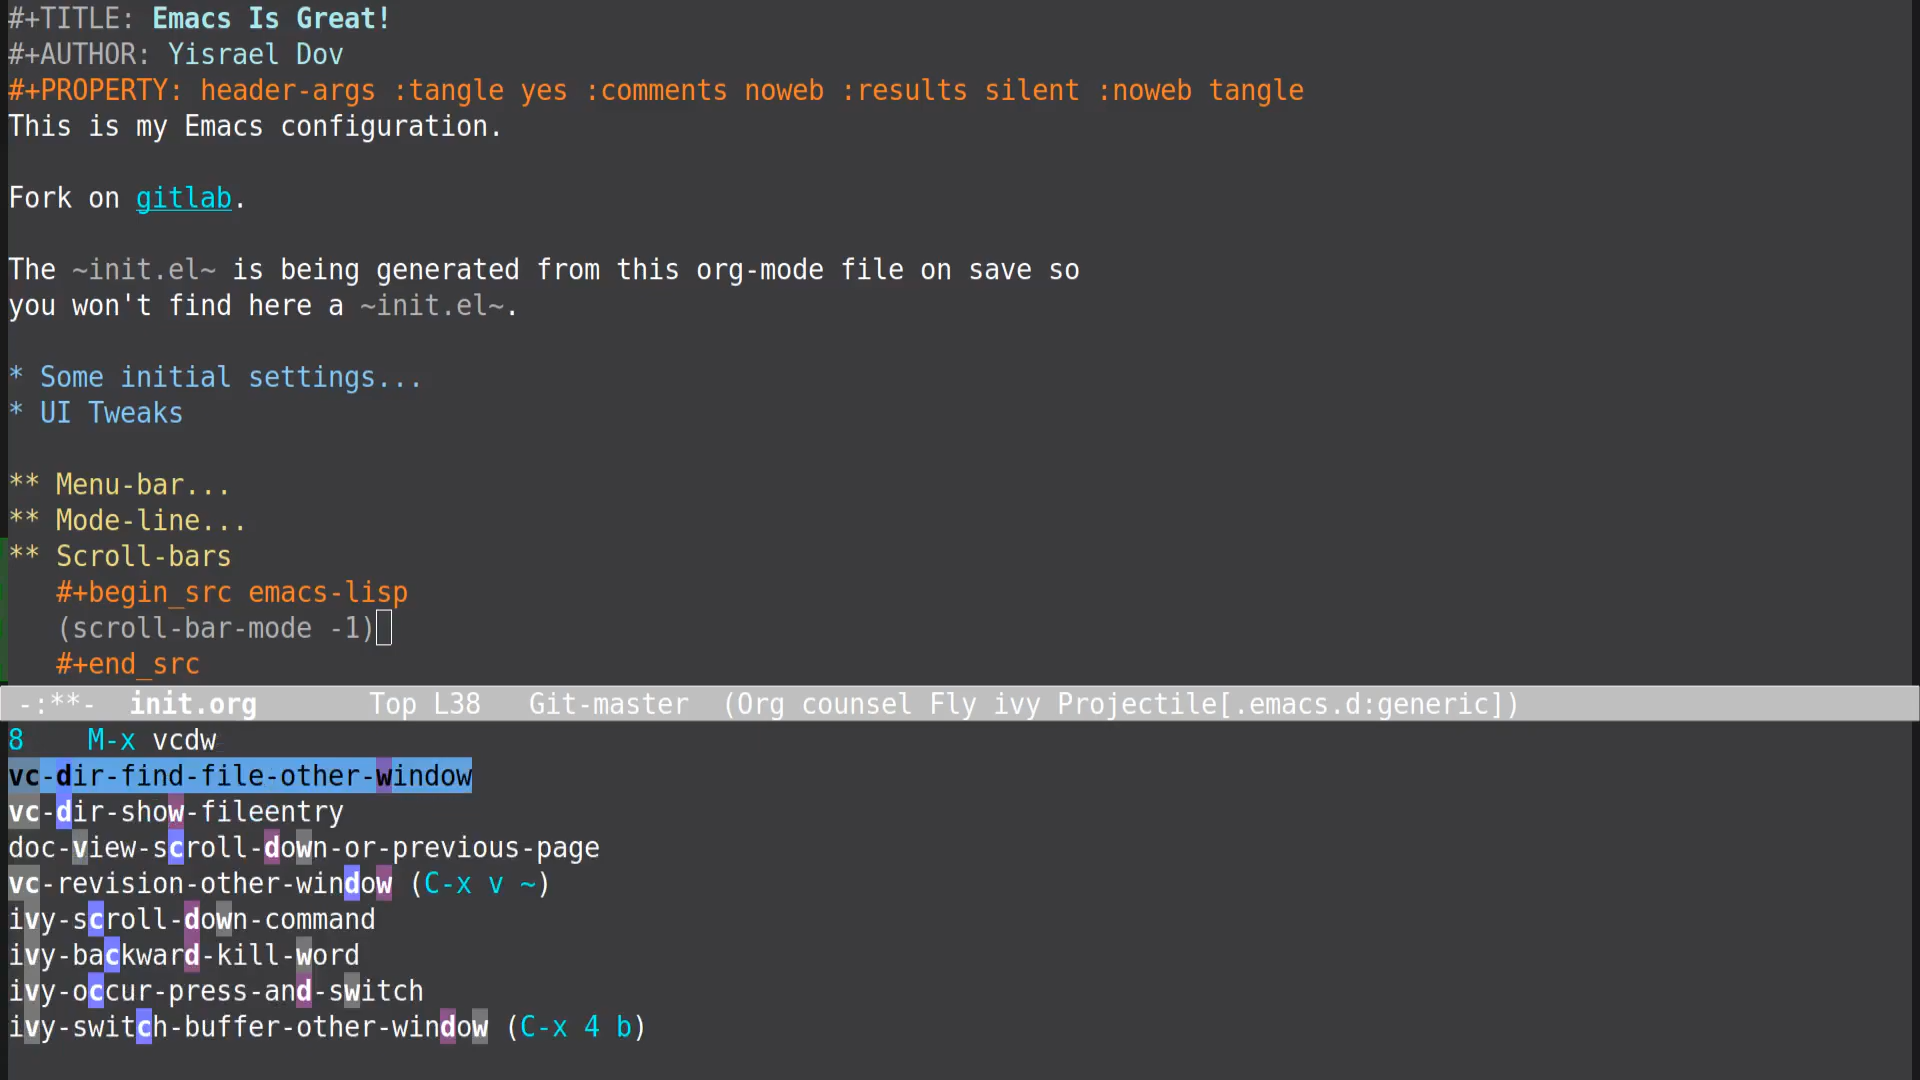 #+TITLE: Emacs Is Great!
#+AUTHOR: Yisrael Dov
#+PROPERTY: header-args :tangle yes :comments noweb :results silent :noweb tangle
This is my Emacs configuration.
Fork on gitlab.
The ~init.el~ is being generated from this org-mode file on save so
you won't find here a ~init.el~.
* Some initial settings...
* UI Tweaks
** Menu-bar...
** Mode-line...
** Scroll-bars
#+begin_src emacs-lisp
(scroll-bar-mode -1)
#+end_src
-:**-  init.org       Top L38   Git-master  (Org counsel Fly ivy Projectile[.emacs.d:generic])
8    M-x vcdw
vc-dir-find-file-other-window
vc-dir-show-fileentry
doc-view-scroll-down-or-previous-page
vc-revision-other-window (C-x v ~)
ivy-scroll-down-command
ivy-backward-kill-word
ivy-occur-press-and-switch
ivy-switch-buffer-other-window (C-x 4 b)